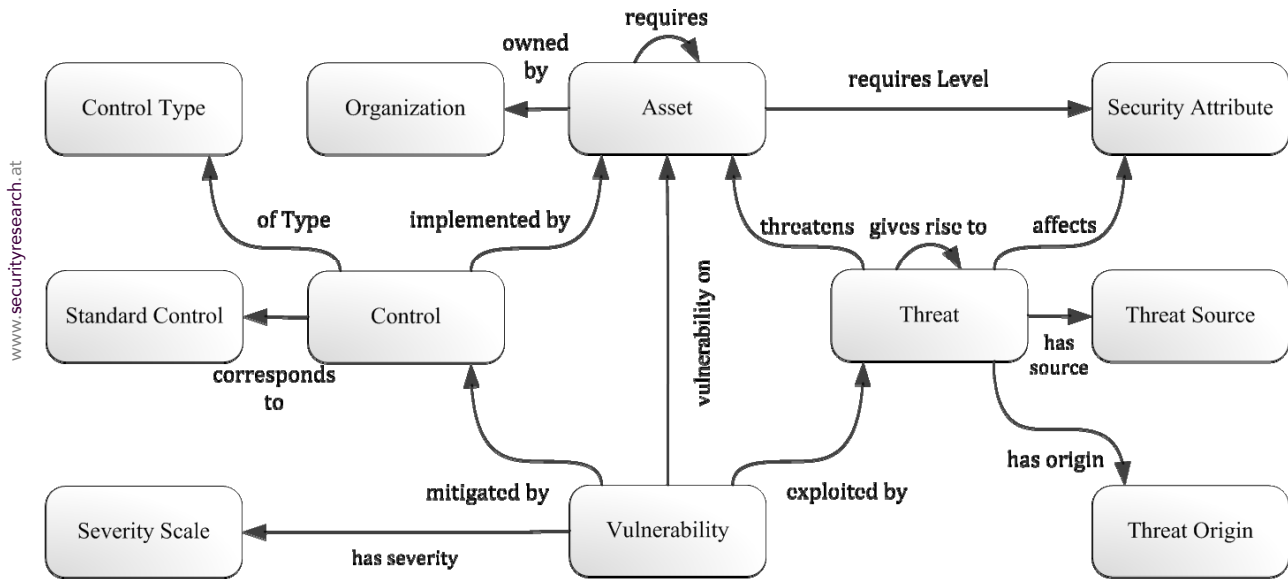 requires
owned
by
requires Level
Control Type
Organization
Asset
Security Attribute
of Type
implemented by
threatens
gives rise to
affects
vulnerability on
Standard Control
Control
Threat
Threat Source
corresponds
to
has
source
mitigated by
exploited by
has origin
Severity Scale
has severity
Vulnerability
Threat Origin
www.securityresearch.at